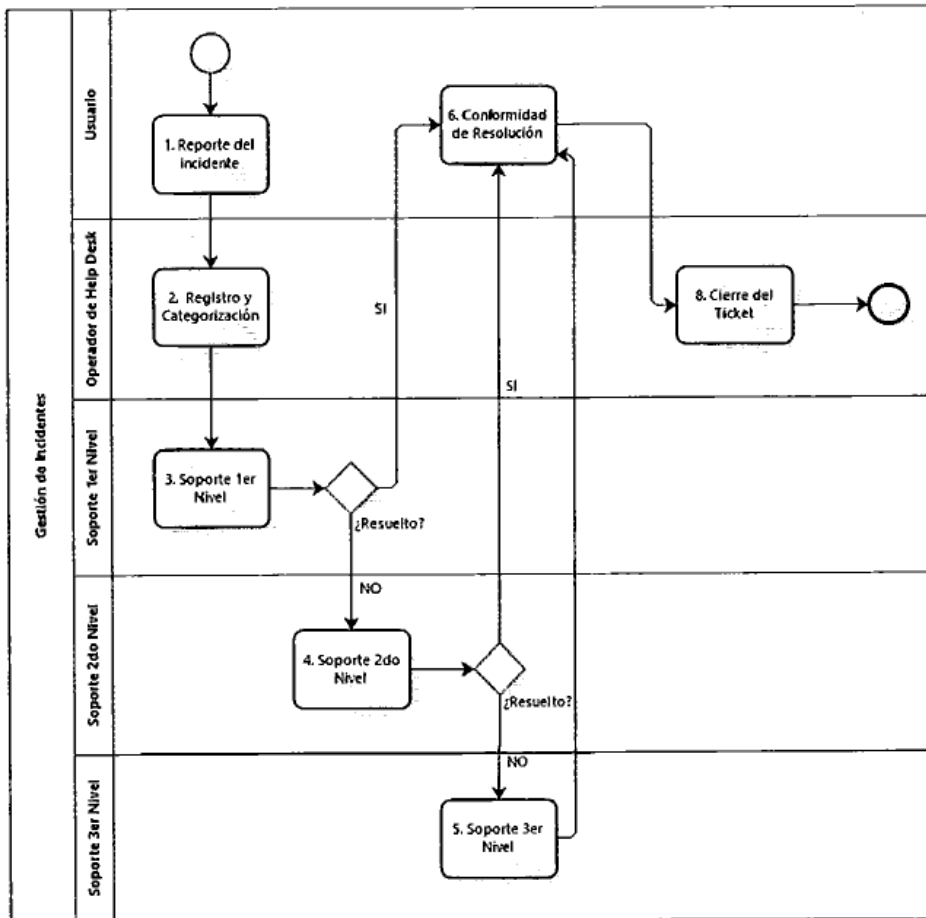 Gestión de Incidentes
Usuario
1. Reporte del
incidente
6. Conformidad
de Resolución
Operador de Help Desk
2. Registro y
Categorización
SI
8. Cierre del
Ticket
Soporte 1er Nivel
3. Soporte 1er
Nivel
¿Resuelto?
SI
NO
Soporte 2do Nivel
4. Soporte 2do
Nivel
¿Resuelto?
NO
Soporte 3er Nivel
5. Soporte 3er
Nivel